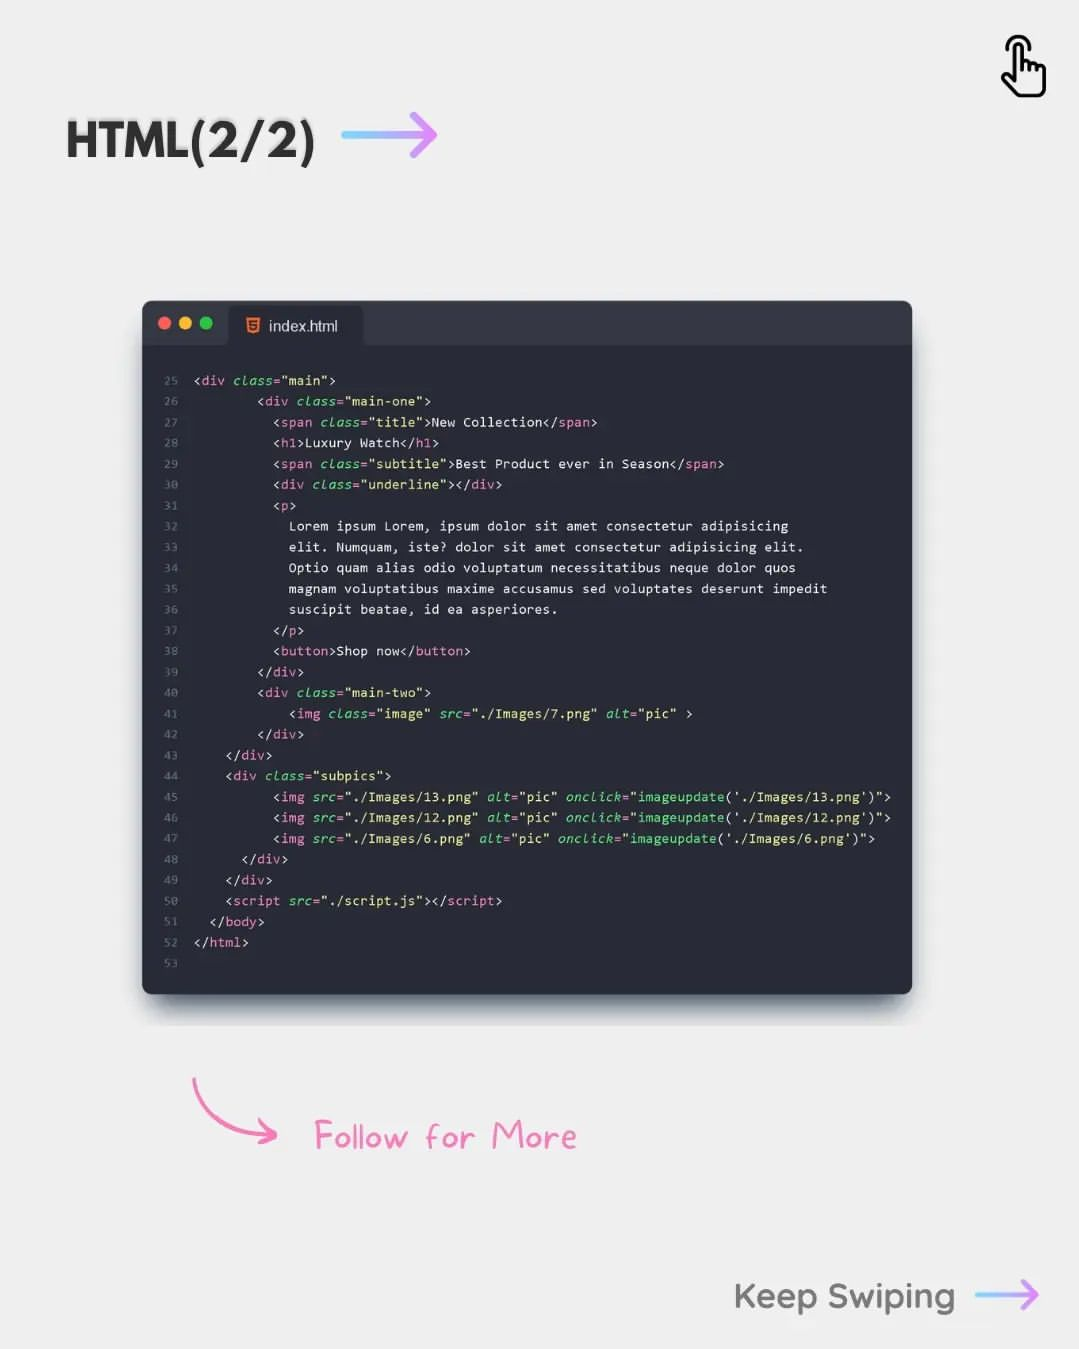 HTML(2/2)
index.html
25 <div class="main">
26 <div class="main-one">
27 <span class="title">New Collection</span>
28 <h1>Luxury Watch</h1>
29 <span class="subtitle">Best Product ever in Season</span>
30 <div class="underline"></div>
31 <p>
32 Lorem ipsum Lorem, ipsum dolor sit amet consectetur adipisicing
33 elit. Numquam, iste? dolor sit amet consectetur adipisicing elit.
34 Optio quam alias odio voluptatum necessitatibus neque dolor quos
35 magnam voluptatibus maxime accusamus sed voluptates deserunt impedit
36 suscipit beatae, id ea asperiores.
37 </p>
38 <button>Shop now</button>
39 </div>
40 <div class="main-two">
41 <img class="image" src="./Images/7.png" alt="pic" >
42 </div>
43 </div>
44 <div class="subpics">
45 <img src="./Images/13.png" alt="pic" onclick="imageupdate('./Images/13.png')">
46 <img src="./Images/12.png" alt="pic" onclick="imageupdate('./Images/12.png')">
47 <img src="./Images/6.png" alt="pic" onclick="imageupdate('./Images/6.png')">
48 </div>
49 </div>
50 <script src="./script.js"></script>
51 </body>
52 </html>
53
Follow for More
Keep Swiping